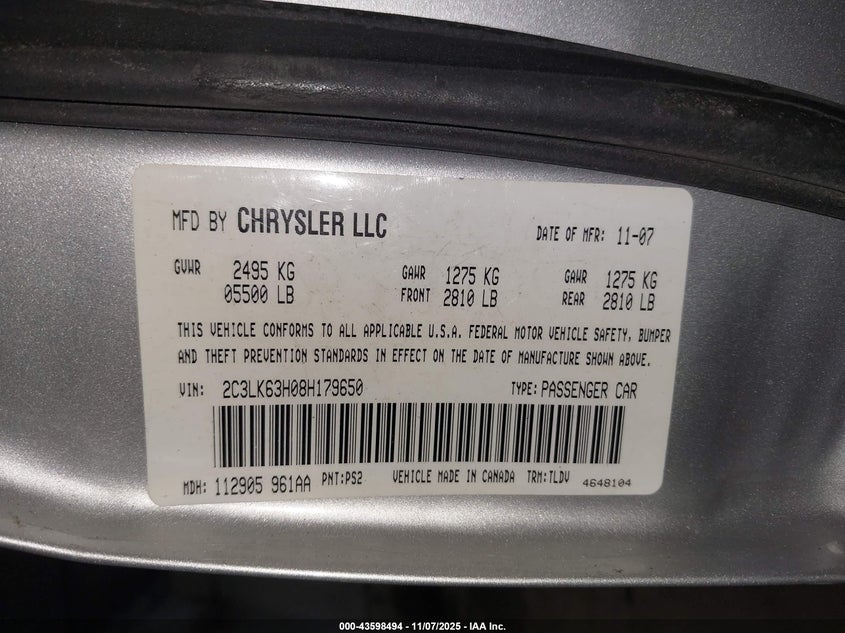 MFD BY CHRYSLER LLC DATE OF MFR: 11-07
GVWR 2495 KG GAWR 1275 KG GAWR 1275 KG
05500 LB FRONT 2810 LB REAR 2810 LB
THIS VEHICLE CONFORMS TO ALL APPLICABLE U.S.A. FEDERAL MOTOR VEHICLE SAFETY, BUMPER
AND THEFT PREVENTION STANDARDS IN EFFECT ON THE DATE OF MANUFACTURE SHOWN ABOVE.
VIN: 2C3LK63H08H179650 TYPE: PASSENGER CAR
MDH: 112905 961AA PNT:PS2 VEHICLE MADE IN CANADA TRM:TLDV 4648104
000-43598494 — 11/07/2025 - IAA Inc.